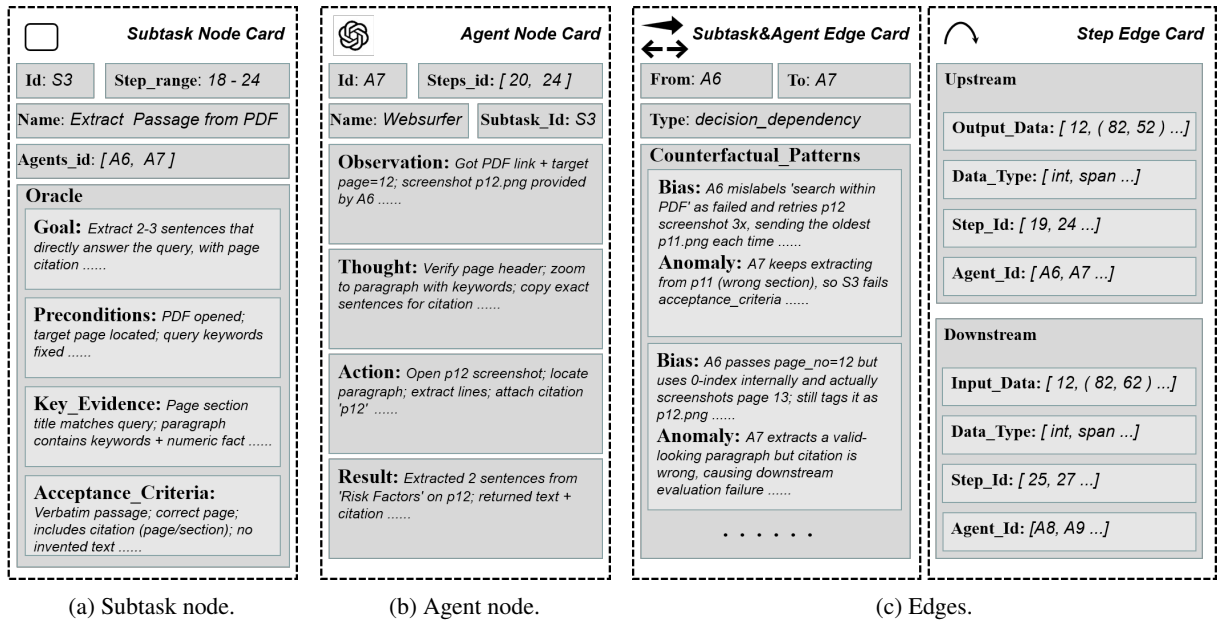 Subtask Node Card
Id: S3
Step_range: 18 - 24
Name: Extract Passage from PDF
Agents_id: [ A6, A7 ]
Oracle
Goal: Extract 2-3 sentences that
directly answer the query, with page
citation ......
Preconditions: PDF opened;
target page located; query keywords
fixed ......
Key_Evidence: Page section
title matches query; paragraph
contains keywords + numeric fact ......
Acceptance_Criteria:
Verbatim passage; correct page;
includes citation (page/section); no
invented text ......
(a) Subtask node.
Agent Node Card
Id: A7
Steps_id: [ 20, 24 ]
Name: Websurfer
Subtask_Id: S3
Observation: Got PDF link + target
page=12; screenshot p12.png provided
by A6 ......
Thought: Verify page header; zoom
to paragraph with keywords; copy exact
sentences for citation ......
Action: Open p12 screenshot; locate
paragraph; extract lines; attach citation
'p12' ......
Result: Extracted 2 sentences from
'Risk Factors' on p12; returned text +
citation ......
(b) Agent node.
Subtask&Agent Edge Card
From: A6
To: A7
Type: decision_dependency
Counterfactual_Patterns
Bias: A6 mislabels 'search within
PDF' as failed and retries p12
screenshot 3x, sending the oldest
p11.png each time ......
Anomaly: A7 keeps extracting
from p11 (wrong section), so S3 fails
acceptance_criteria ......
Bias: A6 passes page_no=12 but
uses 0-index internally and actually
screenshots page 13; still tags it as
p12.png ......
Anomaly: A7 extracts a valid-
looking paragraph but citation is
wrong, causing downstream
evaluation failure ......
. . . . . .
Step Edge Card
Upstream
Output_Data: [ 12, ( 82, 52 ) ...]
Data_Type: [ int, span ...]
Step_Id: [ 19, 24 ...]
Agent_Id: [ A6, A7 ...]
Downstream
Input_Data: [ 12, ( 82, 62 ) ...]
Data_Type: [ int, span ...]
Step_Id: [ 25, 27 ...]
Agent_Id: [A8, A9 ...]
(c) Edges.